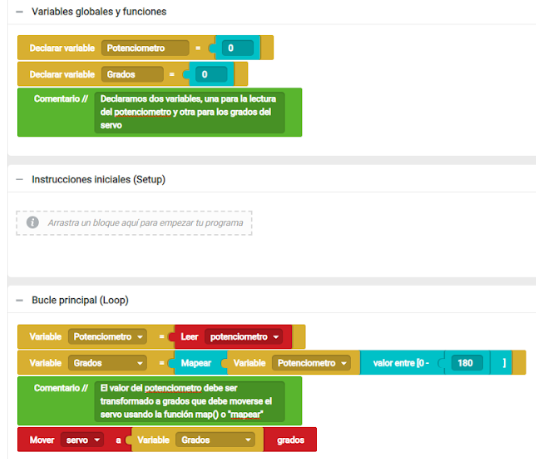 Variables globales y funciones
Declarar variable Potenciometro = 0
Declarar variable Grados = 0
Comentario // Declaramos dos variables, una para la lectura
del potenciometro y otra para los grados del
servo
Instrucciones iniciales (Setup)
Arrastra un bloque aquí para empezar tu programa
Bucle principal (Loop)
Variable Potenciometro = Leer potenciometro
Variable Grados = Mapear Variable Potenciometro valor entre [0 - 180 ]
Comentario // El valor del potenciometro debe ser
transformado a grados que debe moverse el
servo usando la función map() o "mapear"
Mover servo a Variable Grados grados